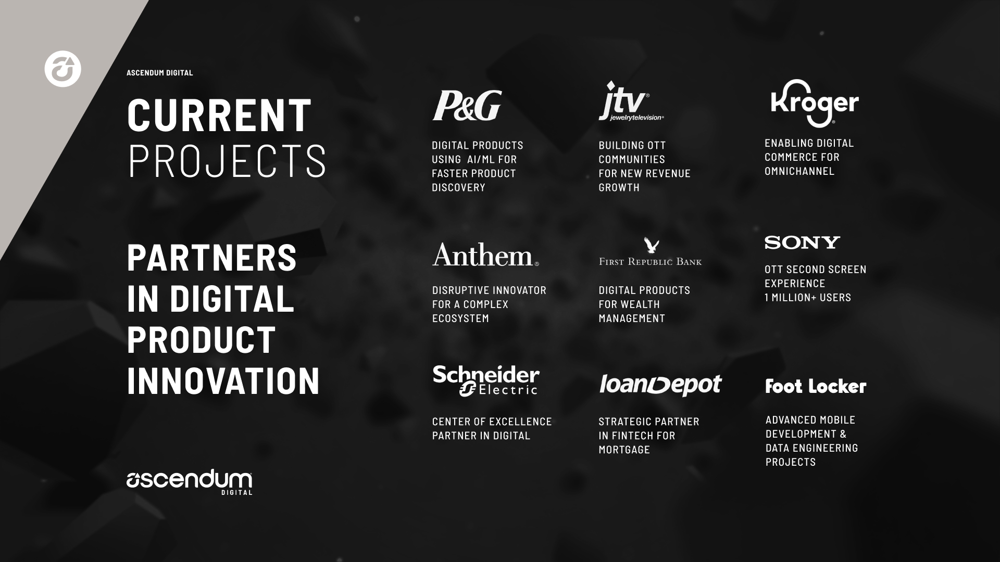 ASCENDUM DIGITAL
CURRENT
PROJECTS
PARTNERS
IN DIGITAL
PRODUCT
INNOVATION
ascendum
DIGITAL
P&G
DIGITAL PRODUCTS
USING AI/ML FOR
FASTER PRODUCT
DISCOVERY
jtv®
jewelrytelevision®
BUILDING OTT
COMMUNITIES
FOR NEW REVENUE
GROWTH
Kroger®
ENABLING DIGITAL
COMMERCE FOR
OMNICHANNEL
Anthem®
DISRUPTIVE INNOVATOR
FOR A COMPLEX
ECOSYSTEM
FIRST REPUBLIC BANK
DIGITAL PRODUCTS
FOR WEALTH
MANAGEMENT
SONY
OTT SECOND SCREEN
EXPERIENCE
1 MILLION+ USERS
Schneider
Electric
CENTER OF EXCELLENCE
PARTNER IN DIGITAL
loanDepot
STRATEGIC PARTNER
IN FINTECH FOR
MORTGAGE
Foot Locker
ADVANCED MOBILE
DEVELOPMENT &
DATA ENGINEERING
PROJECTS